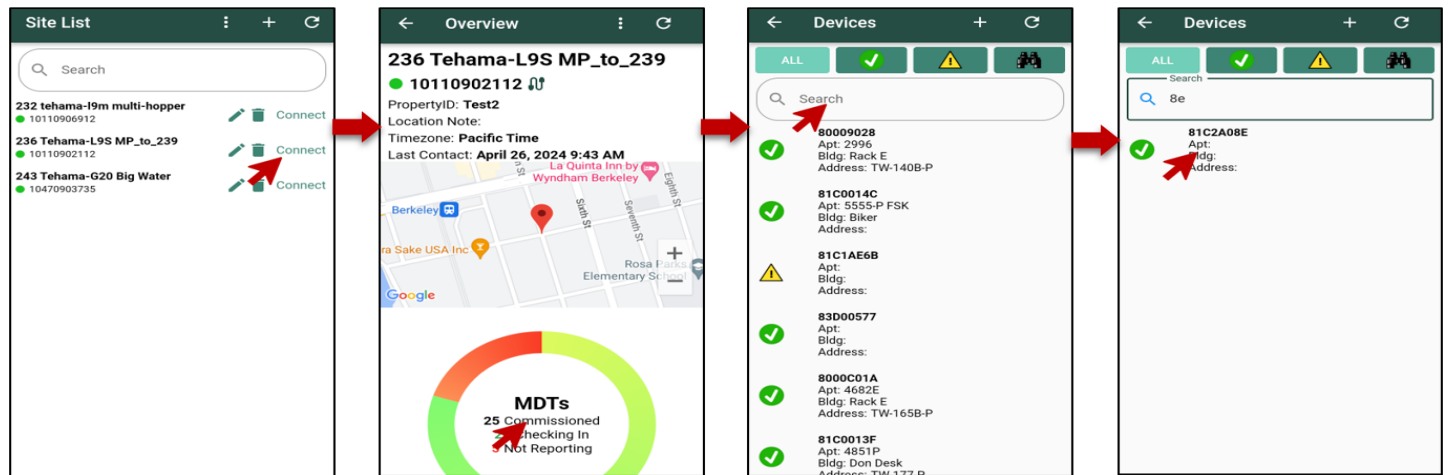 Site List
Search
232 tehama-l9m multi-hopper
10110906912
Connect
236 Tehama-L9S MP_to_239
10110902112
Connect
243 Tehama-G20 Big Water
10470903735
Connect
Overview
236 Tehama-L9S MP_to_239
10110902112
PropertyID: Test2
Location Note:
Timezone: Pacific Time
Last Contact: April 26, 2024 9:43 AM
La Quinta Inn by
Wyndham Berkeley
Eighth St
Berkeley
Sixth St
Seventh St
ra Sake USA Inc
Rosa Parks
Elementary School
Google
MDTs
25 Commissioned
Checking In
5 Not Reporting
Devices
ALL
Search
80009028
Apt: 2996
Bldg: Rack E
Address: TW-140B-P
81C0014C
Apt: 5555-P FSK
Bldg: Biker
Address:
81C1AE6B
Apt:
Bldg:
Address:
83D00577
Apt:
Bldg:
Address:
8000C01A
Apt: 4682E
Bldg: Rack E
Address: TW-165B-P
81C0013F
Apt: 4851P
Bldg: Don Desk
Address: TW-177-P
Devices
ALL
Search
8e
81C2A08E
Apt:
Bldg:
Address: